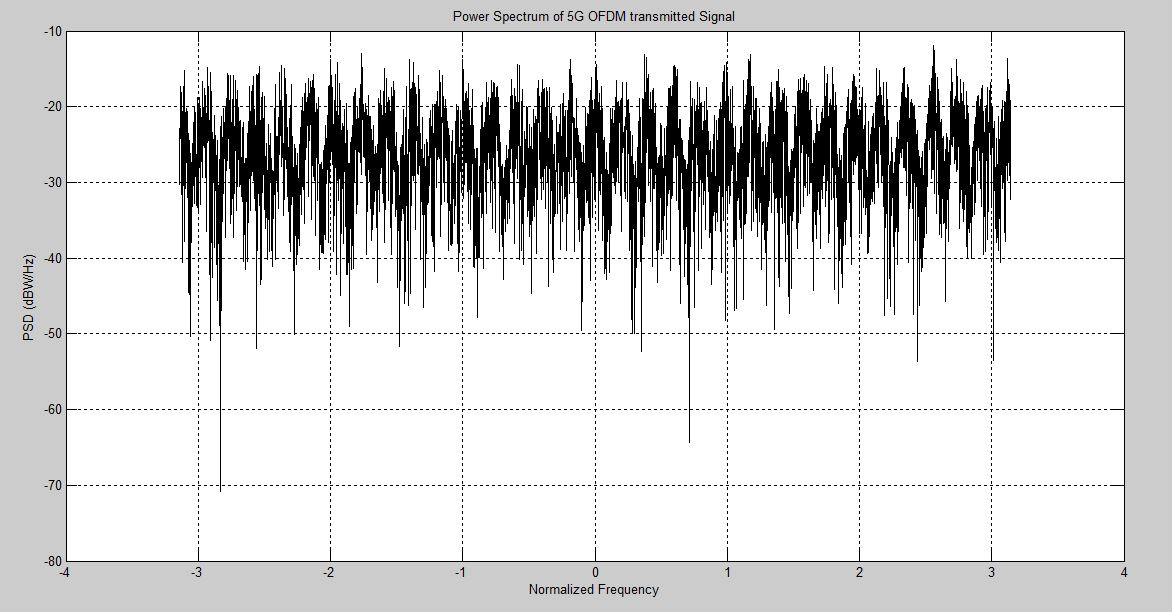 Power Spectrum of 5G OFDM transmitted Signal
-10
-20
-30
-40
-50
-60
-70
-80
PSD (dBW/Hz)
-4 -3 -2 -1 0 1 2 3 4
Normalized Frequency